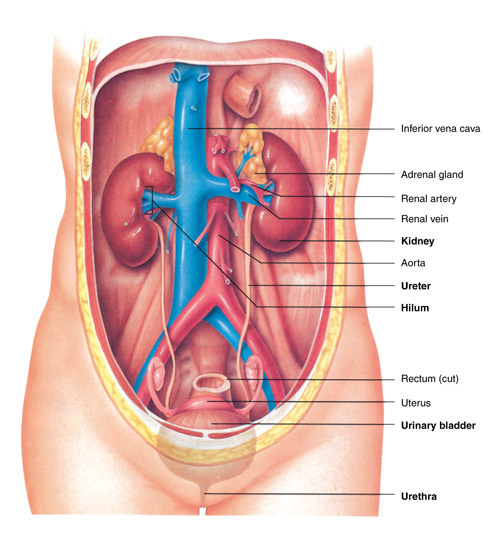 Inferior vena cava
Adrenal gland
Renal artery
Renal vein
Kidney
Aorta
Ureter
Hilum
Rectum (cut)
Uterus
Urinary bladder
Urethra